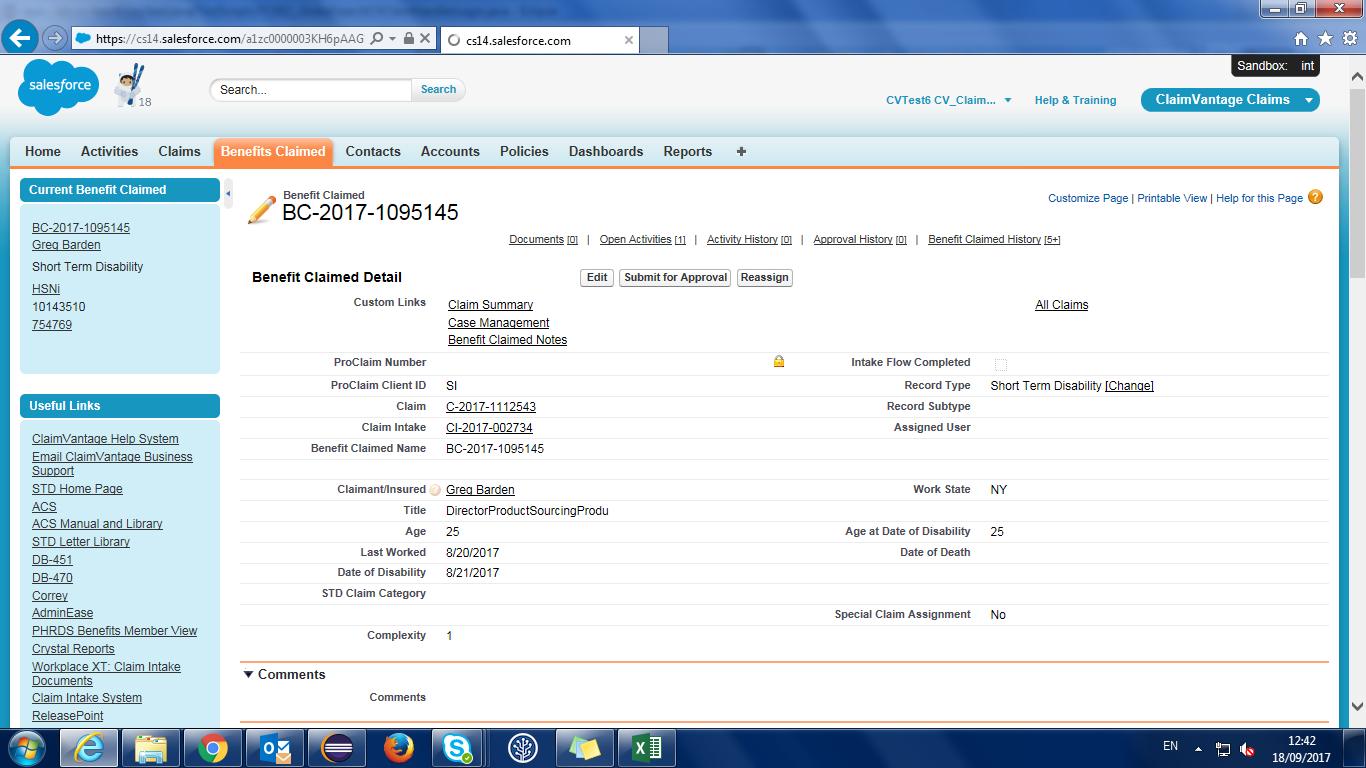 https://cs14.salesforce.com/a1zc0000003KH6pAAG
cs14.salesforce.com
Sandbox: int
salesforce
18
Search...
Search
CVTest6 CV_Claim...
Help & Training
ClaimVantage Claims
Home
Activities
Claims
Benefits Claimed
Contacts
Accounts
Policies
Dashboards
Reports
+
Current Benefit Claimed
BC-2017-1095145
Greg Barden
Short Term Disability
HSNi
10143510
754769
Useful Links
ClaimVantage Help System
Email ClaimVantage Business
Support
STD Home Page
ACS
ACS Manual and Library
STD Letter Library
DB-451
DB-470
Correy
AdminEase
PHRDS Benefits Member View
Crystal Reports
Workplace XT: Claim Intake
Documents
Claim Intake System
ReleasePoint
Benefit Claimed
BC-2017-1095145
Customize Page | Printable View | Help for this Page
Documents [0] | Open Activities [1] | Activity History [0] | Approval History [0] | Benefit Claimed History [5+]
Benefit Claimed Detail
Edit
Submit for Approval
Reassign
Custom Links
Claim Summary
All Claims
Case Management
Benefit Claimed Notes
ProClaim Number
Intake Flow Completed
ProClaim Client ID SI
Record Type Short Term Disability [Change]
Claim C-2017-1112543
Record Subtype
Claim Intake CI-2017-002734
Assigned User
Benefit Claimed Name BC-2017-1095145
Claimant/Insured Greg Barden
Work State NY
Title DirectorProductSourcingProdu
Age 25
Age at Date of Disability 25
Last Worked 8/20/2017
Date of Death
Date of Disability 8/21/2017
STD Claim Category
Special Claim Assignment No
Complexity 1
Comments
Comments
EN
12:42
18/09/2017